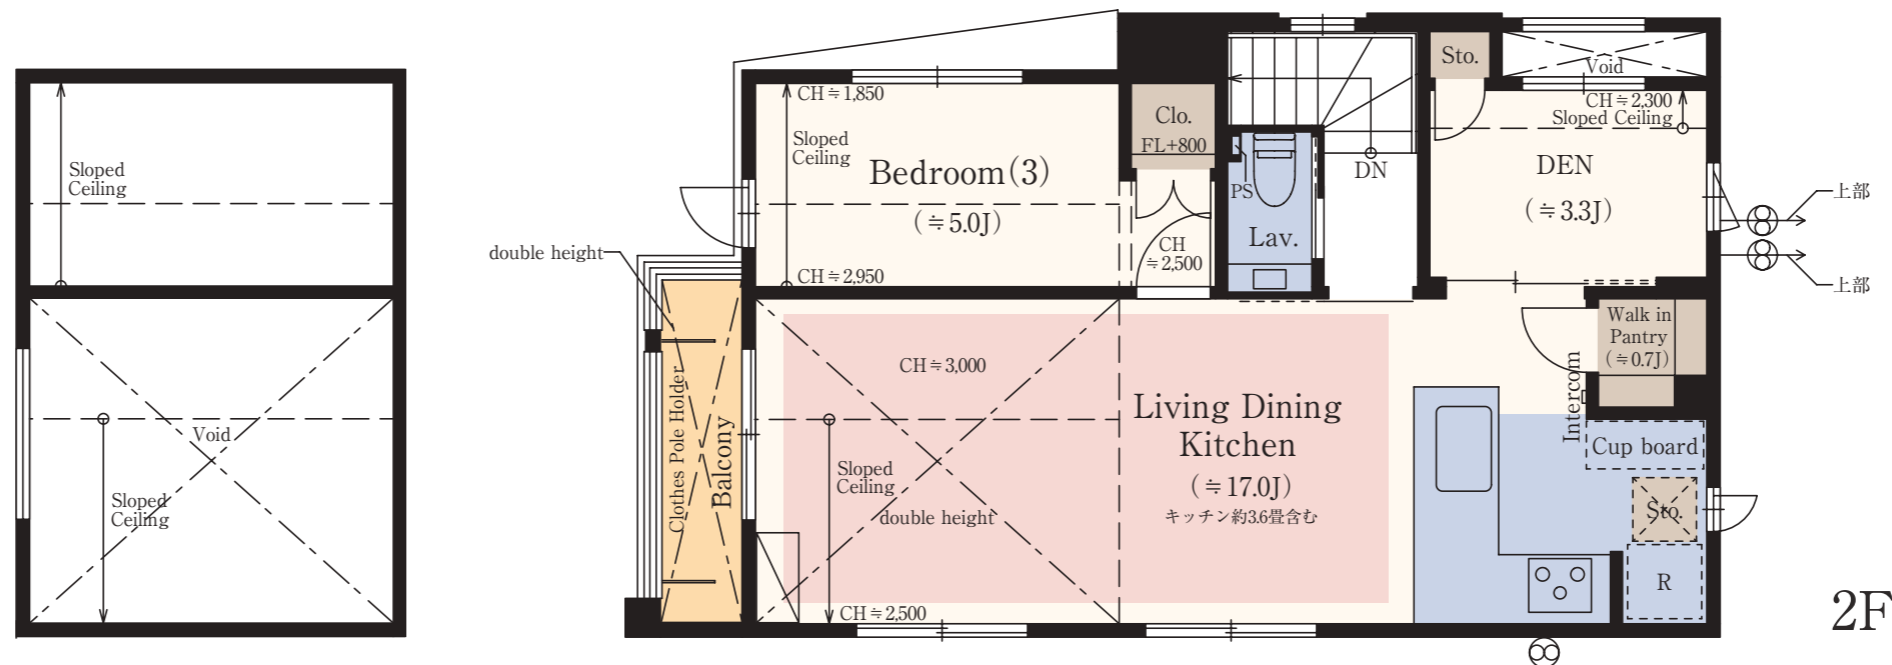 Sloped
Ceiling
Void
Sloped
Ceiling
double height
CH≒1,850
Sloped
Ceiling
Bedroom(3)
(≒5.0J)
CH≒2,950
Clo.
FL+800
CH
≒2,500
PS
Lav.
DN
Sto.
Void
CH≒2,300
Sloped Ceiling
DEN
(≒3.3J)
上部
上部
Clothes Pole Holder
Balcony
CH≒3,000
Sloped
Ceiling
double height
CH≒2,500
Living Dining
Kitchen
(≒17.0J)
キッチン約3.6畳含む
Walk in
Pantry
(≒0.7J)
Intercom
Cup board
Sto.
R
2F